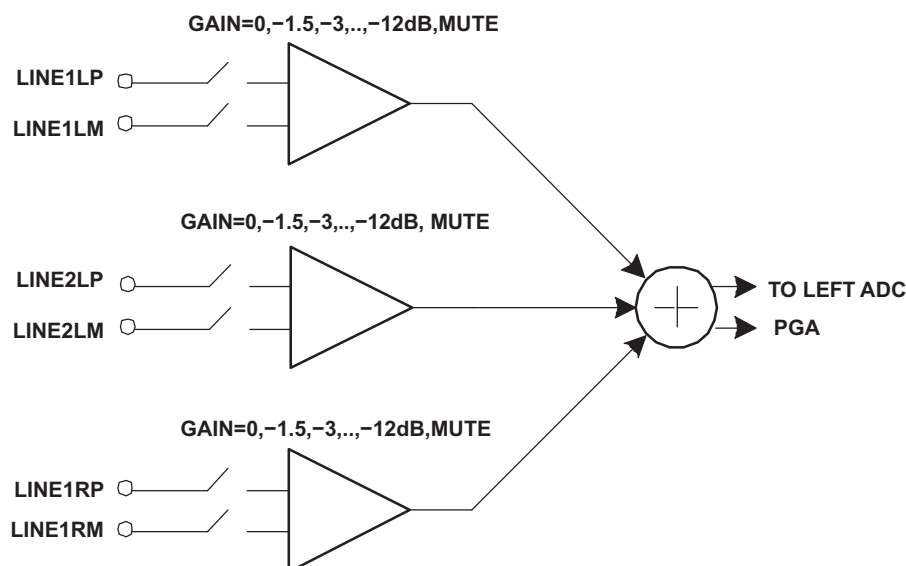 GAIN=0,−1.5,−3,..,−12dB,MUTE
LINE1LP
LINE1LM
GAIN=0,−1.5,−3,..,−12dB, MUTE
LINE2LP
LINE2LM
TO LEFT ADC
PGA
GAIN=0,−1.5,−3,..,−12dB,MUTE
LINE1RP
LINE1RM